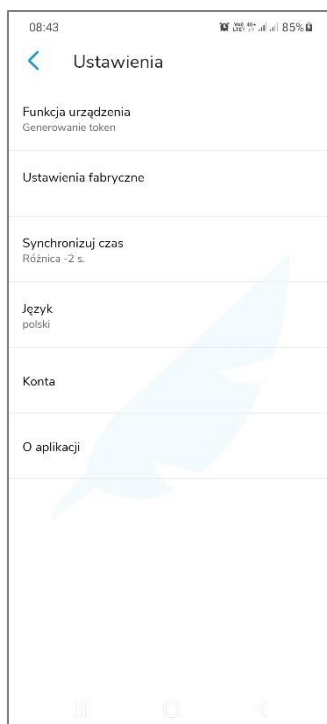 08:43
85%
Ustawienia
Funkcja urządzenia
Generowanie token
Ustawienia fabryczne
Synchronizuj czas
Różnica -2 s.
Język
polski
Konta
O aplikacji